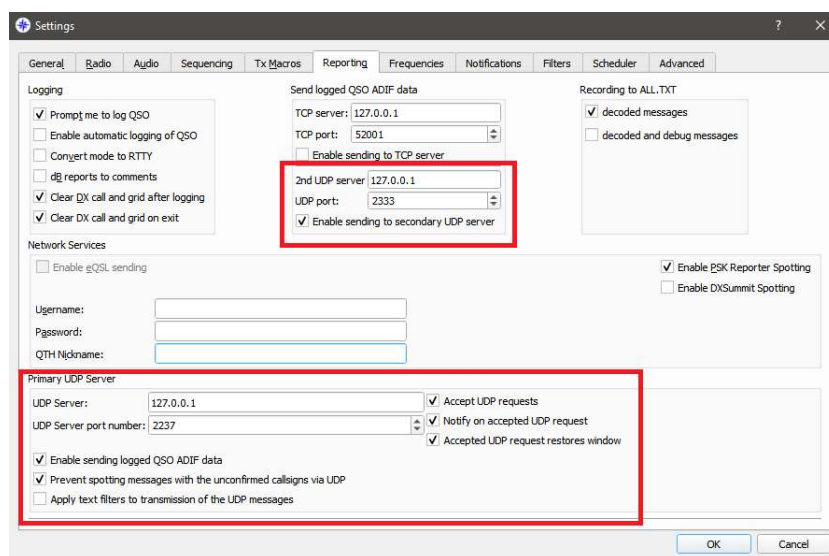 Settings
? X
General Radio Audio Sequencing Tx Macros Reporting Frequencies Notifications Filters Scheduler Advanced
Logging
Prompt me to log QSO
Enable automatic logging of QSO
Convert mode to RTTY
dB reports to comments
Clear DX call and grid after logging
Clear DX call and grid on exit
Send logged QSO ADIF data
TCP server: 127.0.0.1
TCP port: 52001
Enable sending to TCP server
2nd UDP server 127.0.0.1
UDP port: 2333
Enable sending to secondary UDP server
Recording to ALL.TXT
decoded messages
decoded and debug messages
Network Services
Enable eQSL sending
Enable PSK Reporter Spotting
Enable DXSummit Spotting
Username:
Password:
QTH Nickname:
Primary UDP Server
UDP Server: 127.0.0.1
UDP Server port number: 2237
Accept UDP requests
Notify on accepted UDP request
Accepted UDP request restores window
Enable sending logged QSO ADIF data
Prevent spotting messages with the unconfirmed callsigns via UDP
Apply text filters to transmission of the UDP messages
OK Cancel